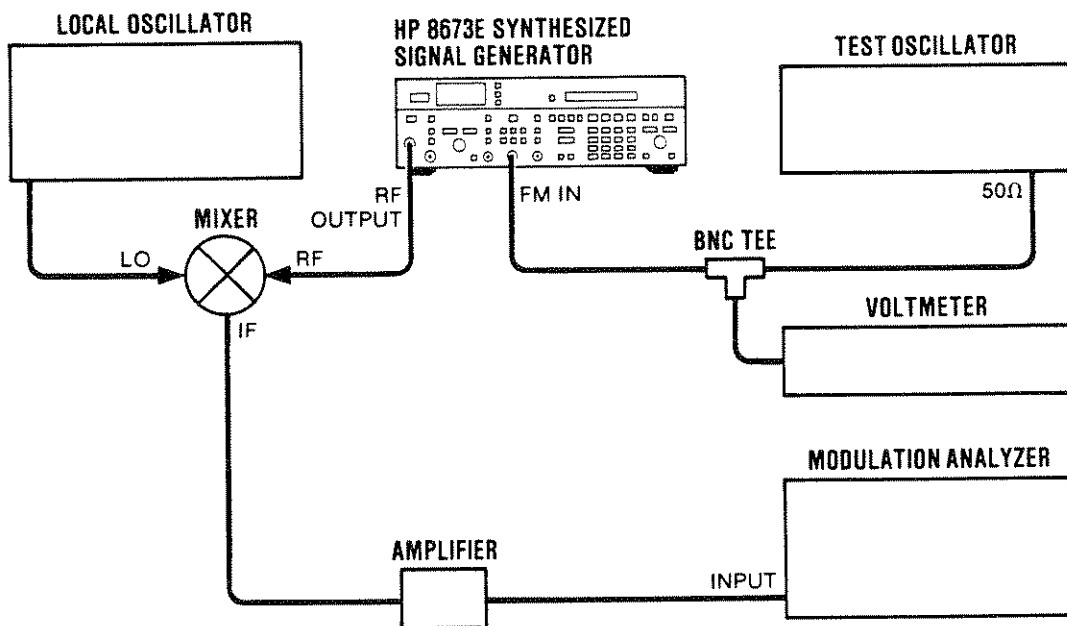 LOCAL OSCILLATOR
HP 8673E SYNTHESIZED
SIGNAL GENERATOR
TEST OSCILLATOR
RF
OUTPUT
FM IN
50Ω
MIXER
LO
RF
BNC TEE
IF
VOLTMETER
MODULATION ANALYZER
AMPLIFIER
INPUT